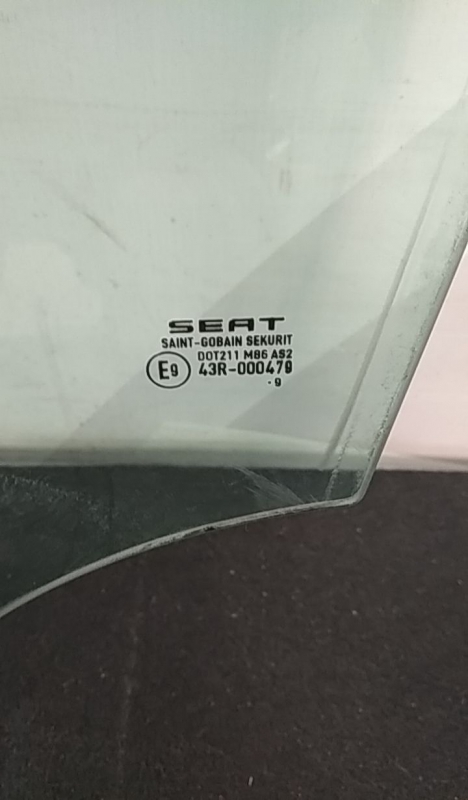 SEAT
SAINT-GOBAIN SEKURIT
DOT211 M86 AS2
E9 43R-000479
.9